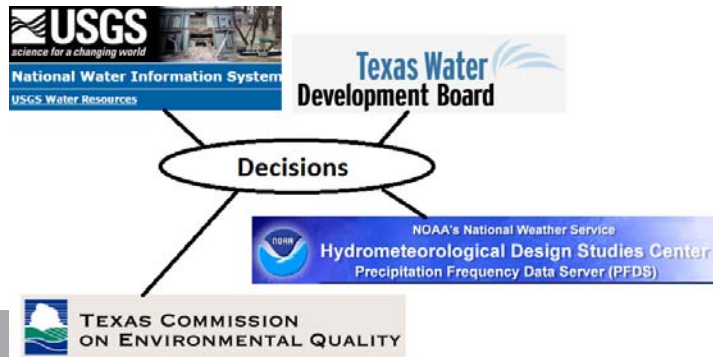 USGS
science for a changing world
National Water Information System
USGS Water Resources
Texas Water
Development Board
Decisions
NOAA
NOAA's National Weather Service
Hydrometeorological Design Studies Center
Precipitation Frequency Data Server (PFDS)
TEXAS COMMISSION
ON ENVIRONMENTAL QUALITY